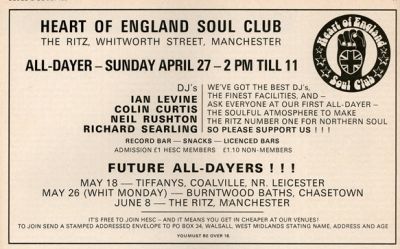 HEART OF ENGLAND SOUL CLUB
THE RITZ, WHITWORTH STREET, MANCHESTER
ALL-DAYER – SUNDAY APRIL 27 – 2 PM TILL 11
Heart of England
Soul Club
DJ's
IAN LEVINE
COLIN CURTIS
NEIL RUSHTON
RICHARD SEARLING
WE'VE GOT THE BEST DJ's,
THE FINEST FACILITIES, AND –
ASK EVERYONE AT OUR FIRST ALL-DAYER –
THE SOULFUL ATMOSPHERE TO MAKE
THE RITZ NUMBER ONE FOR NORTHERN SOUL
SO PLEASE SUPPORT US ! ! !
RECORD BAR — SNACKS — LICENCED BARS
ADMISSION £1 HESC MEMBERS £1.10 NON-MEMBERS
FUTURE ALL-DAYERS ! ! !
MAY 18 — TIFFANYS, COALVILLE, NR. LEICESTER
MAY 26 (WHIT MONDAY) — BURNTWOOD BATHS, CHASETOWN
JUNE 8 — THE RITZ, MANCHESTER
IT'S FREE TO JOIN HESC – AND IT MEANS YOU GET IN CHEAPER AT OUR VENUES!
TO JOIN SEND A STAMPED ADDRESSED ENVELOPE TO PO BOX 34, WALSALL, WEST MIDLANDS STATING NAME, ADDRESS AND AGE
YOU MUST BE OVER 18.